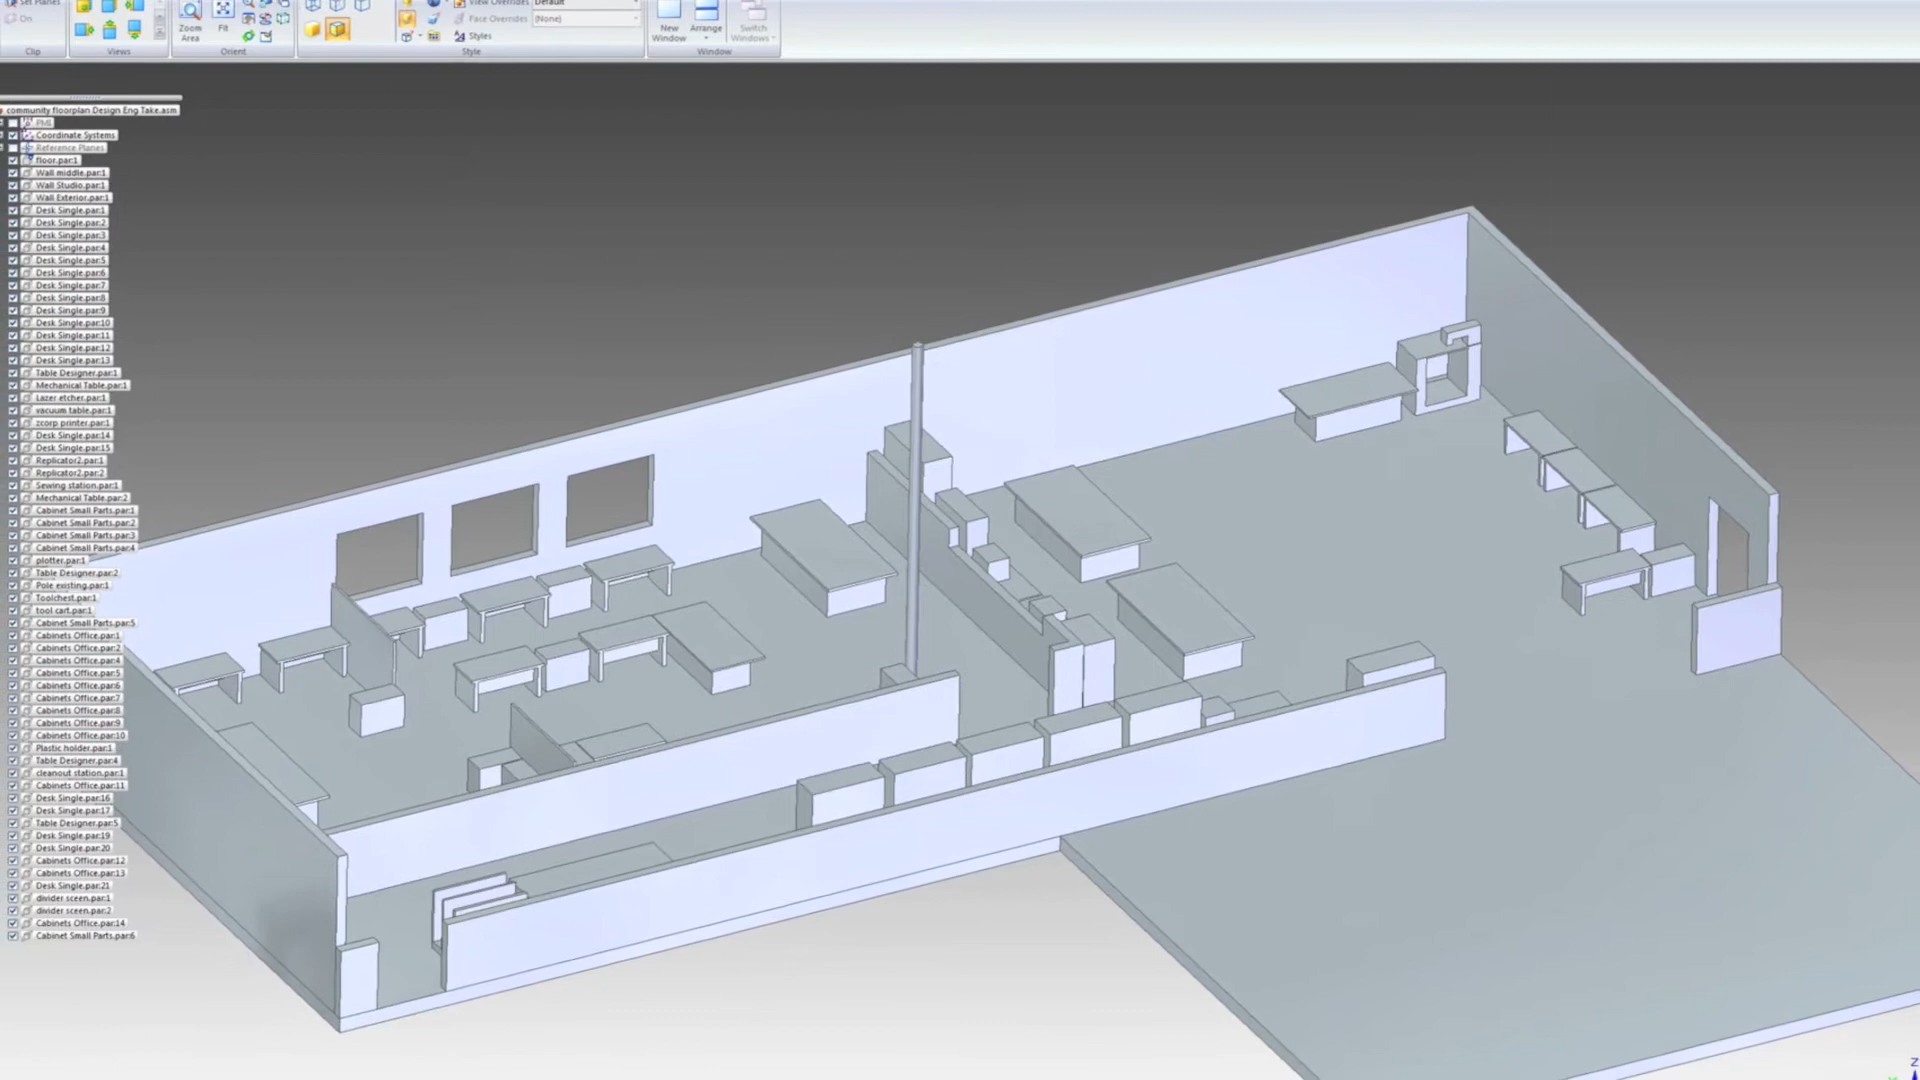 Set Planes
On
Clip
Views
Zoom Area
Fit
Orient
View Overrides
Default
Face Overrides
(None)
Styles
Style
New Window
Arrange
Switch Windows
Window
community floorplan Design Eng Take.asm
PMI
Coordinate Systems
Reference Planes
floor.par:1
Wall middle.par:1
Wall Studio.par:1
Wall Exterior.par:1
Desk Single.par:1
Desk Single.par:2
Desk Single.par:3
Desk Single.par:4
Desk Single.par:5
Desk Single.par:6
Desk Single.par:7
Desk Single.par:8
Desk Single.par:9
Desk Single.par:10
Desk Single.par:11
Desk Single.par:12
Desk Single.par:13
Table Designer.par:1
Mechanical Table.par:1
Lazer etcher.par:1
vacuum table.par:1
zcorp printer.par:1
Desk Single.par:14
Desk Single.par:15
Replicator2.par:1
Replicator2.par:2
Sewing station.par:1
Mechanical Table.par:2
Cabinet Small Parts.par:1
Cabinet Small Parts.par:2
Cabinet Small Parts.par:3
Cabinet Small Parts.par:4
plotter.par:1
Table Designer.par:2
Pole existing.par:1
Toolchest.par:1
tool cart.par:1
Cabinet Small Parts.par:5
Cabinets Office.par:1
Cabinets Office.par:2
Cabinets Office.par:4
Cabinets Office.par:5
Cabinets Office.par:6
Cabinets Office.par:7
Cabinets Office.par:8
Cabinets Office.par:9
Cabinets Office.par:10
Plastic holder.par:1
Table Designer.par:4
cleanout station.par:1
Cabinets Office.par:11
Desk Single.par:16
Desk Single.par:17
Table Designer.par:5
Desk Single.par:19
Desk Single.par:20
Cabinets Office.par:12
Cabinets Office.par:13
Desk Single.par:21
divider sceen.par:1
divider sceen.par:2
Cabinets Office.par:14
Cabinet Small Parts.par:6
Z